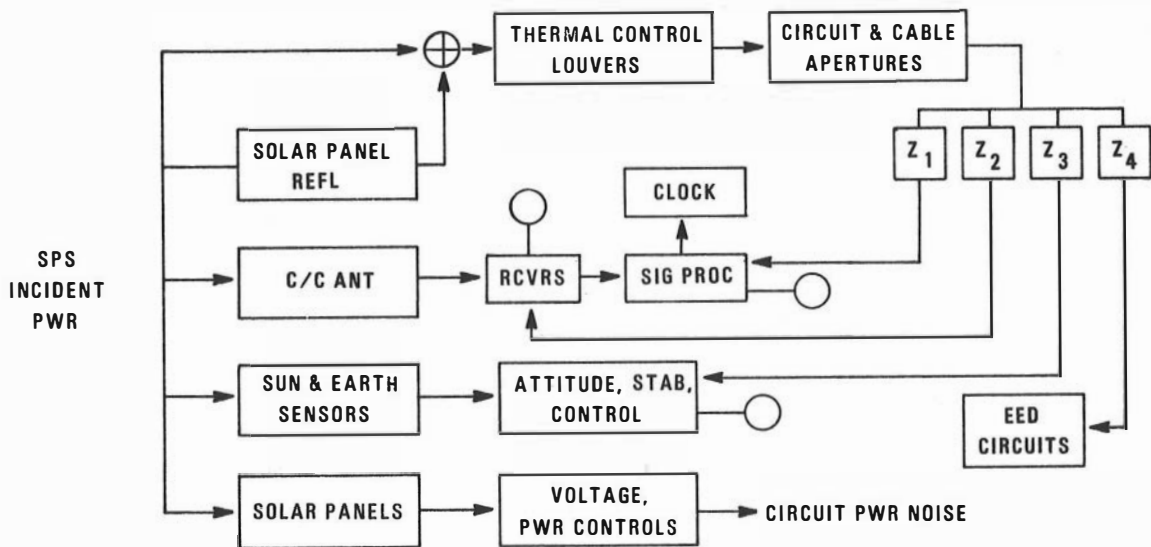 THERMAL CONTROL
LOUVERS
CIRCUIT & CABLE
APERTURES
SOLAR PANEL
REFL
Z1
Z2
Z3
Z4
CLOCK
SPS
INCIDENT
PWR
C/C ANT
RCVRS
SIG PROC
SUN & EARTH
SENSORS
ATTITUDE, STAB,
CONTROL
EED
CIRCUITS
SOLAR PANELS
VOLTAGE,
PWR CONTROLS
CIRCUIT PWR NOISE